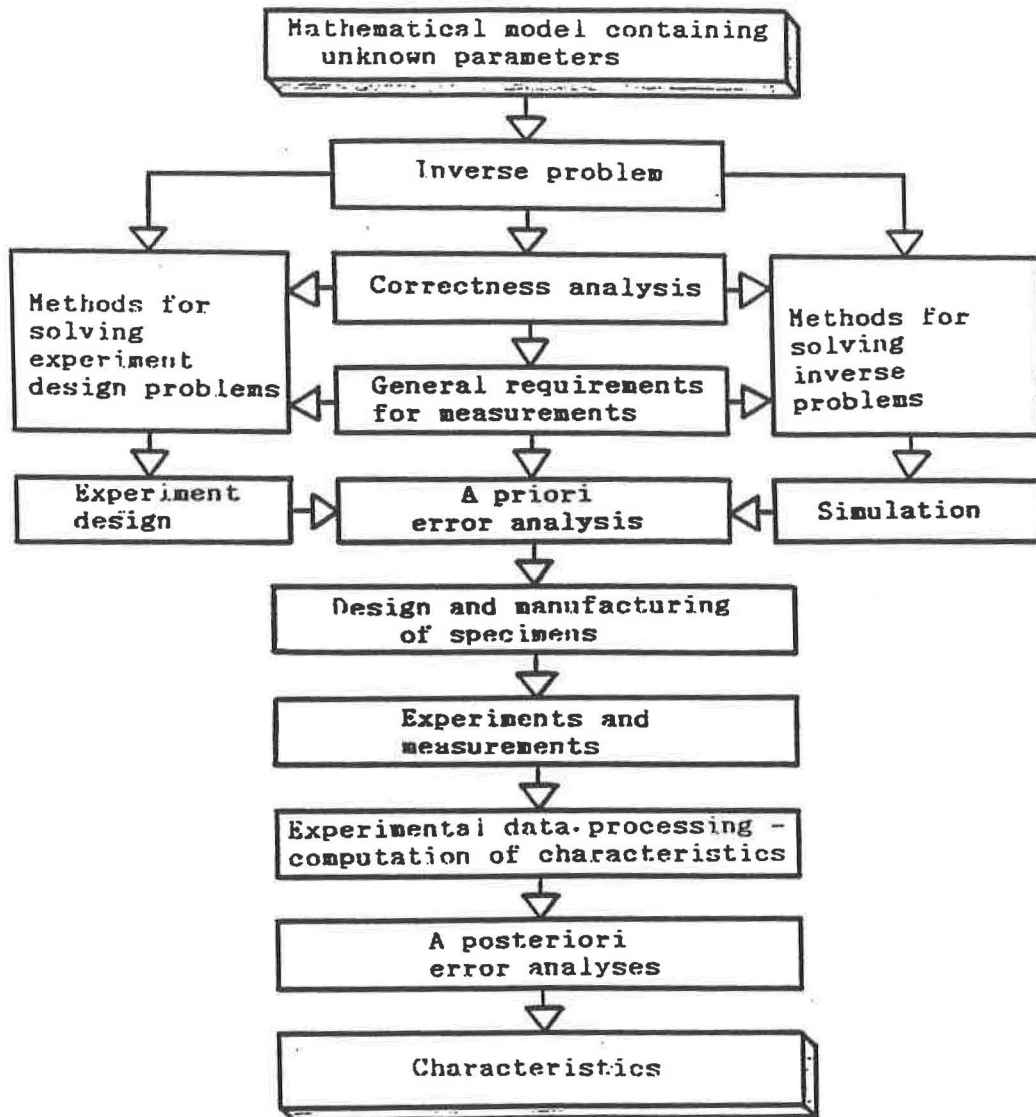 Mathematical model containing
unknown parameters
Inverse problem
Methods for
solving
experiment
design problems
Correctness analysis
Methods for
solving
inverse
problems
General requirements
for measurements
Experiment
design
A priori
error analysis
Simulation
Design and manufacturing
of specimens
Experiments and
measurements
Experimental data.processing -
computation of characteristics
A posteriori
error analyses
Characteristics